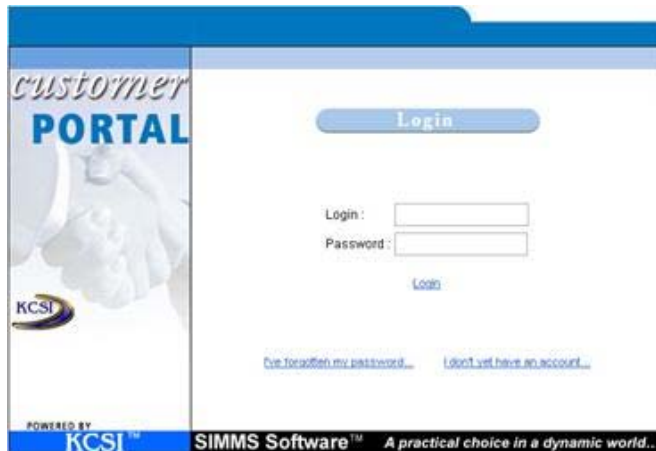 customer
PORTAL
Login
Login :
Password :
Login
KCSI
I've forgotten my password...
I don't yet have an account...
POWERED BY
KCSI™
SIMMS Software™ A practical choice in a dynamic world...